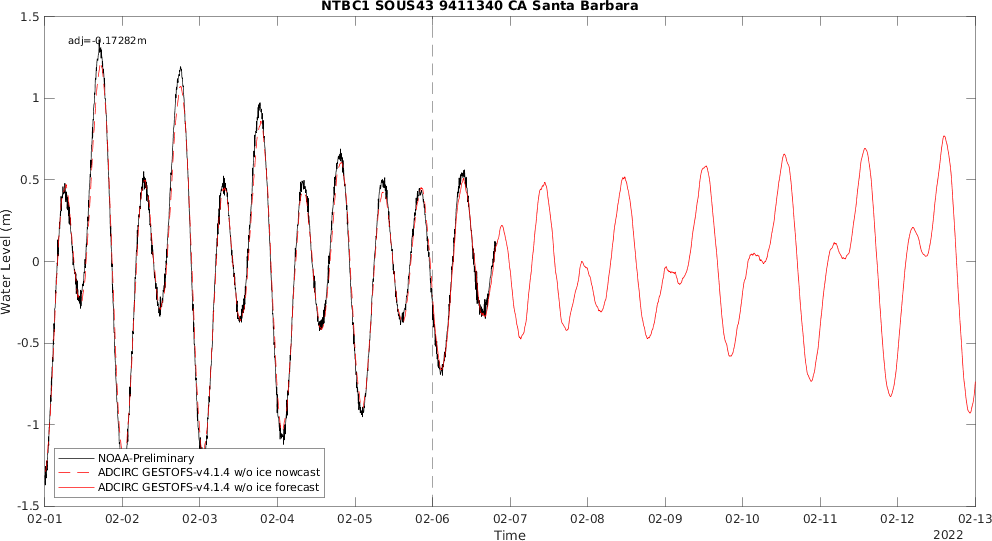 NTBC1 SOUS43 9411340 CA Santa Barbara
adj=-0.17282m
1.5
1
0.5
0
-0.5
-1
-1.5
Water Level (m)
NOAA-Preliminary
ADCIRC GESTOFS-v4.1.4 w/o ice nowcast
ADCIRC GESTOFS-v4.1.4 w/o ice forecast
02-01 02-02 02-03 02-04 02-05 02-06 02-07 02-08 02-09 02-10 02-11 02-12 02-13
Time
2022